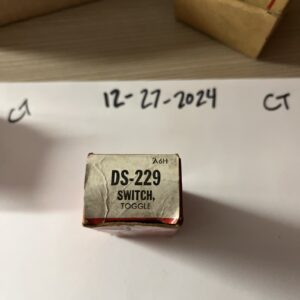 CT 12-27-2024 CT
A6H
DS-229
SWITCH,
TOGGLE